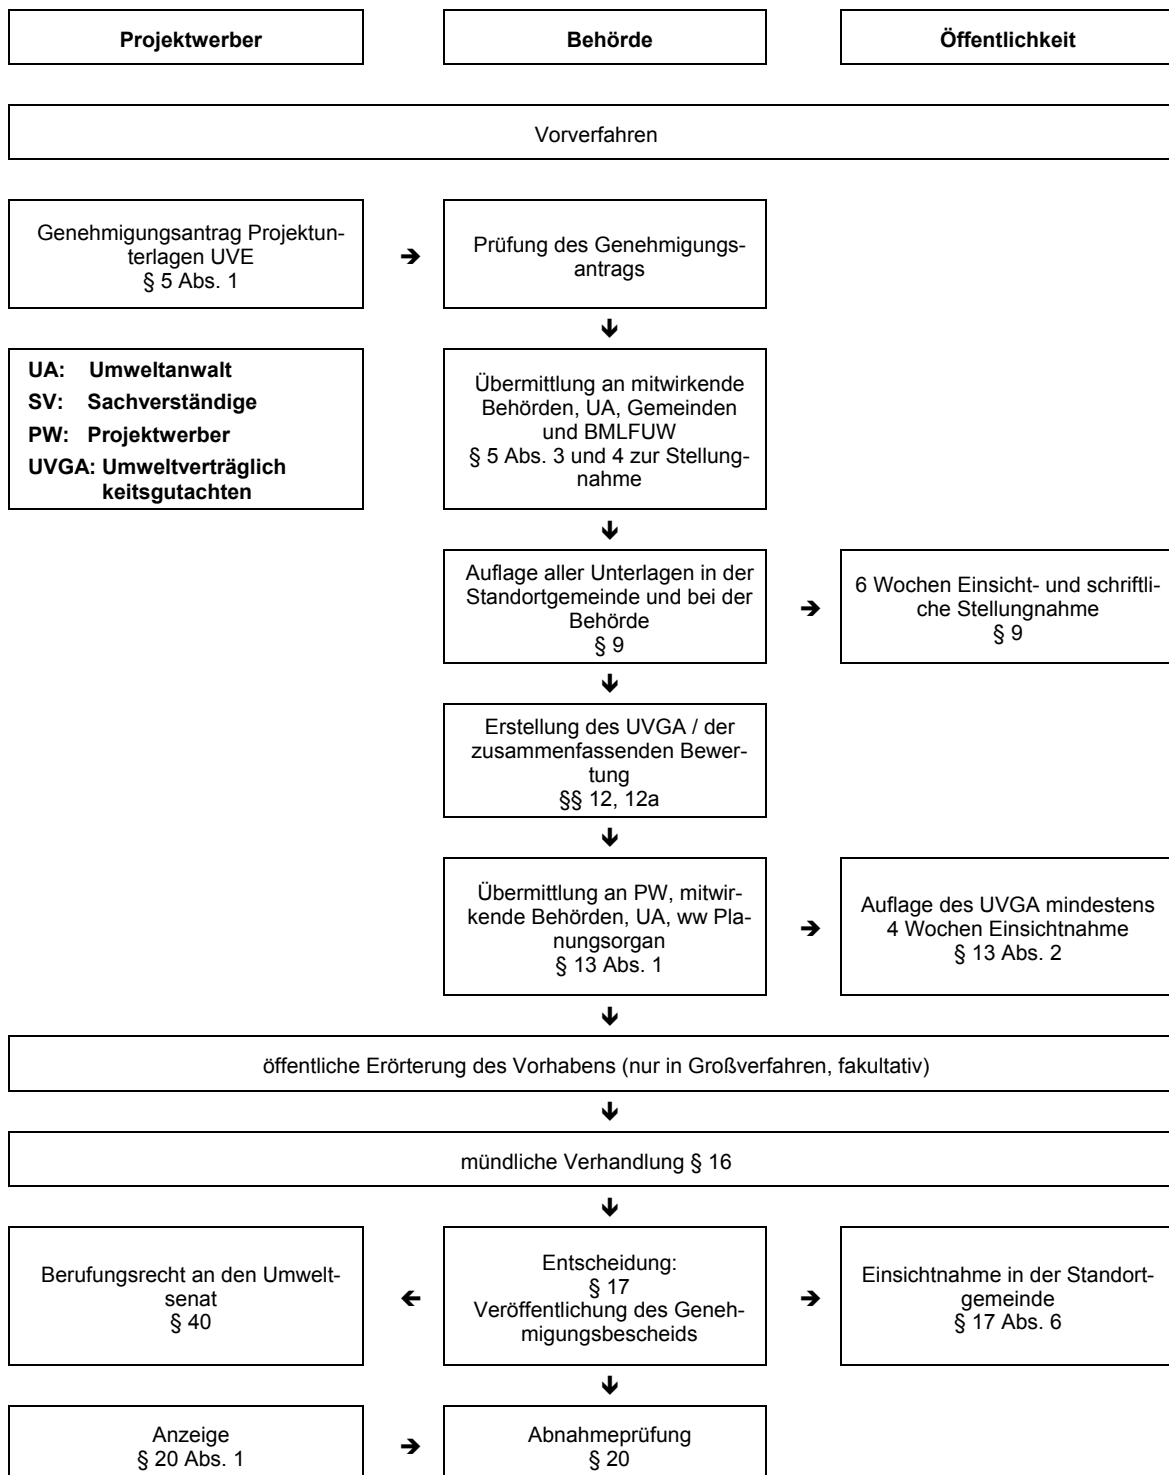 Projektwerber
Behörde
Öffentlichkeit
Vorverfahren
Genehmigungsantrag Projektun-
terlagen UVE
§ 5 Abs. 1
➔
Prüfung des Genehmigungs-
antrags
UA: Umweltanwalt
SV: Sachverständige
PW: Projektwerber
UVGA: Umweltverträglich
keitsgutachten
Übermittlung an mitwirkende
Behörden, UA, Gemeinden
und BMLFUW
§ 5 Abs. 3 und 4 zur Stellung-
nahme
Auflage aller Unterlagen in der
Standortgemeinde und bei der
Behörde
§ 9
6 Wochen Einsicht- und schriftli-
che Stellungnahme
§ 9
Erstellung des UVGA / der
zusammenfassenden Bewer-
tung
§§ 12, 12a
Übermittlung an PW, mitwir-
kende Behörden, UA, ww Pla-
nungsorgan
§ 13 Abs. 1
Auflage des UVGA mindestens
4 Wochen Einsichtnahme
§ 13 Abs. 2
öffentliche Erörterung des Vorhabens (nur in Großverfahren, fakultativ)
mündliche Verhandlung § 16
Berufungsrecht an den Umwelt-
senat
§ 40
Entscheidung:
§ 17
Veröffentlichung des Geneh-
migungsbescheids
Einsichtnahme in der Standort-
gemeinde
§ 17 Abs. 6
Anzeige
§ 20 Abs. 1
Abnahmeprüfung
§ 20